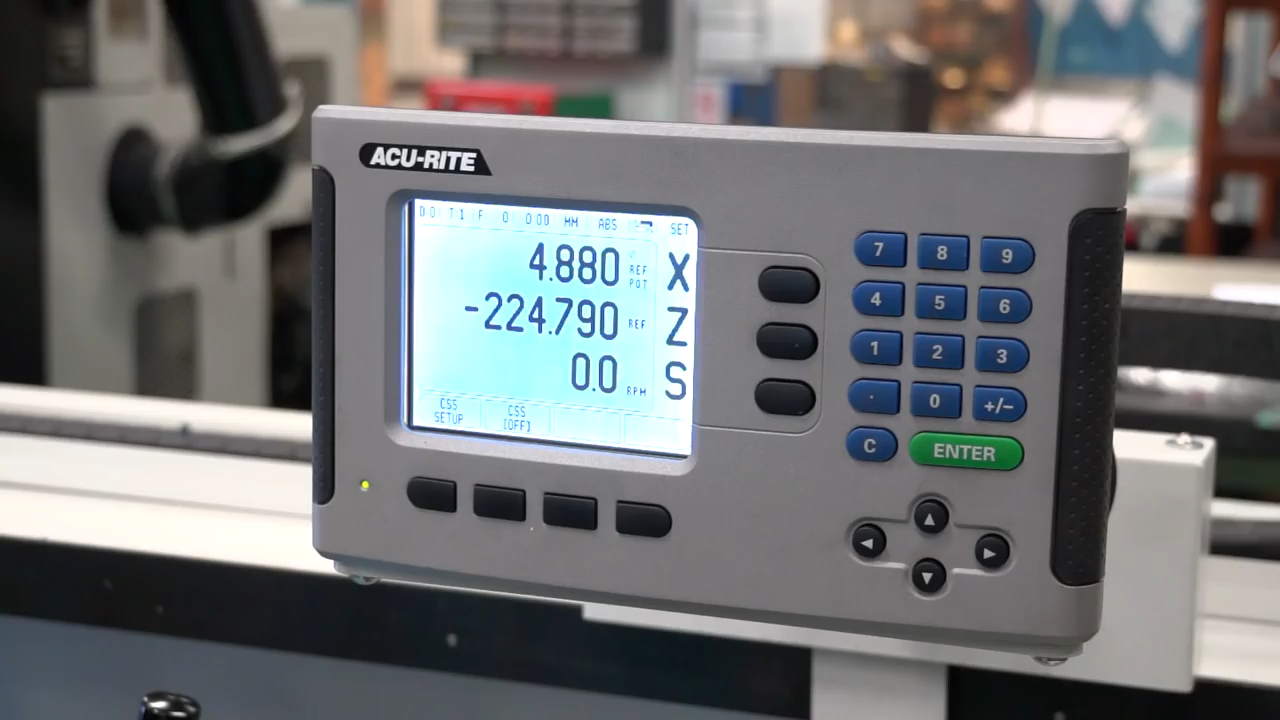 ACU-RITE
D0 T1 F 0 0.00 MM ABS SET
4.880 REF POT X
-224.790 REF Z
0.0 RPM S
CSS SETUP
CSS [OFF]
7 8 9
4 5 6
1 2 3
. 0 +/-
C ENTER